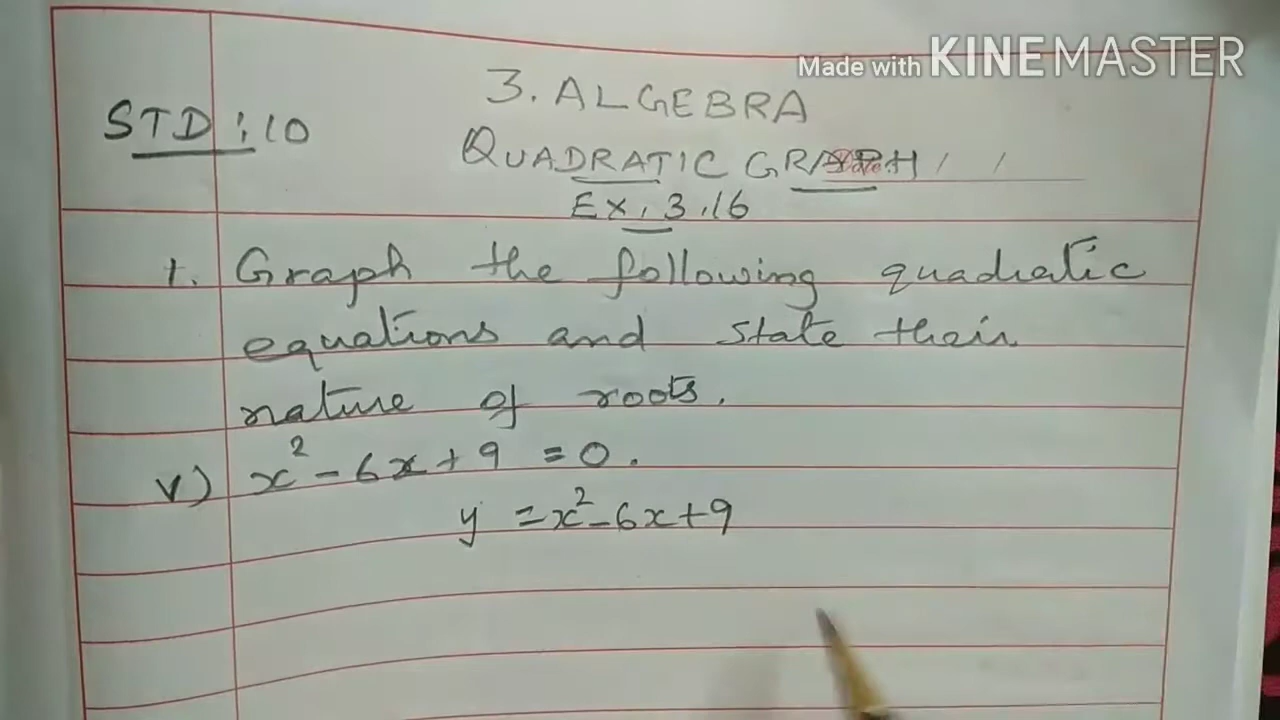 Made with KINEMASTER
3. ALGEBRA
STD : 10
QUADRATIC GRAPH / /
Ex. 3.16
1. Graph the following quadratic
equations and state their
nature of roots.
v) x² - 6x + 9 = 0.
y = x² - 6x + 9